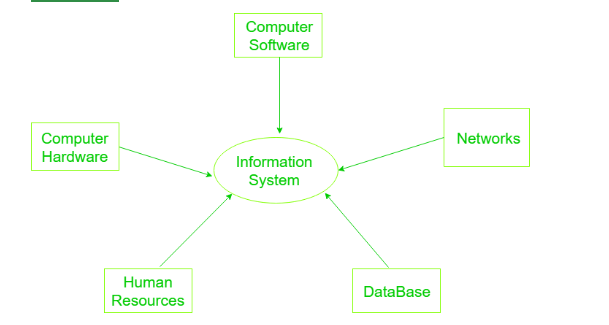 Computer
Software
Computer
Hardware
Networks
Information
System
Human
Resources
DataBase